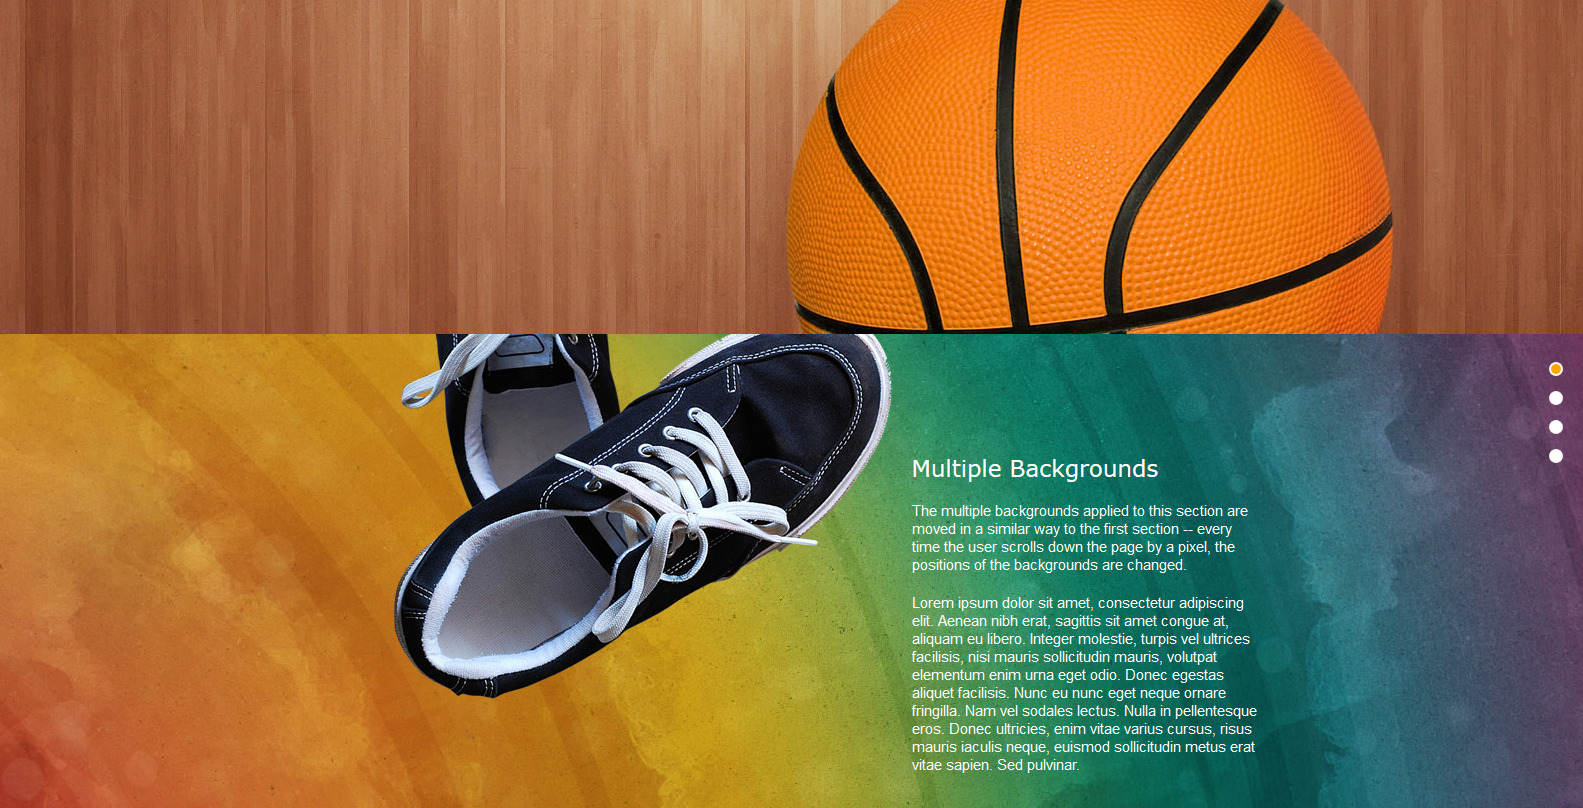 Multiple Backgrounds
The multiple backgrounds applied to this section are
moved in a similar way to the first section -- every
time the user scrolls down the page by a pixel, the
positions of the backgrounds are changed.
Lorem ipsum dolor sit amet, consectetur adipiscing
elit. Aenean nibh erat, sagittis sit amet congue at,
aliquam eu libero. Integer molestie, turpis vel ultrices
facilisis, nisi mauris sollicitudin mauris, volutpat
elementum enim urna eget odio. Donec egestas
aliquet facilisis. Nunc eu nunc eget neque ornare
fringilla. Nam vel sodales lectus. Nulla in pellentesque
eros. Donec ultricies, enim vitae varius cursus, risus
mauris iaculis neque, euismod sollicitudin metus erat
vitae sapien. Sed pulvinar.